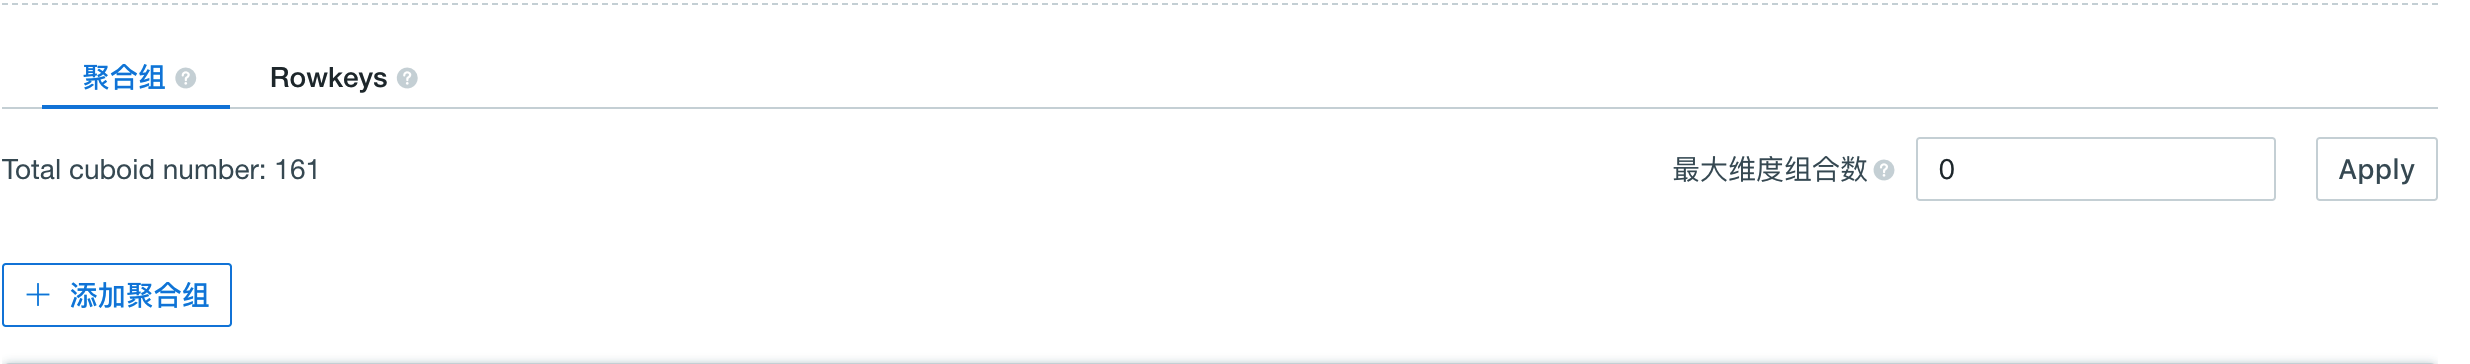 聚合组 ? Rowkeys ?
Total cuboid number: 161 最大维度组合数 ? 0 Apply
+ 添加聚合组